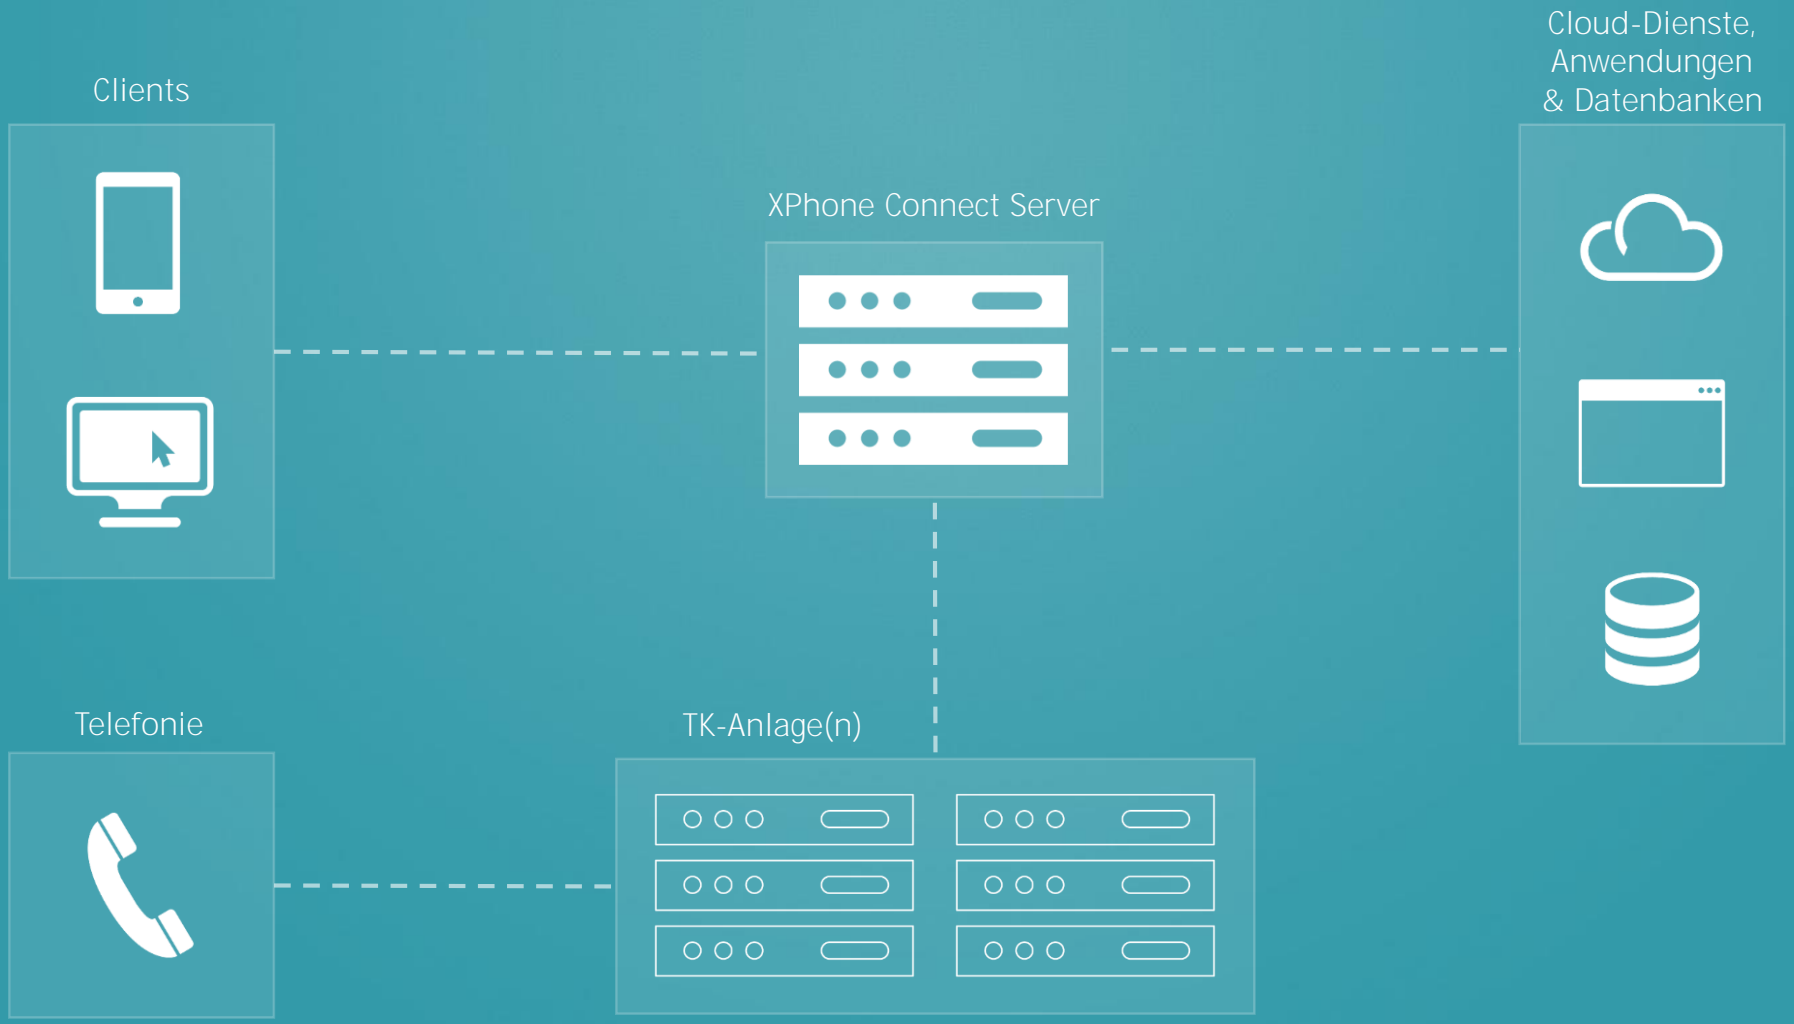 Clients
XPhone Connect Server
Cloud-Dienste,
Anwendungen
& Datenbanken
Telefonie
TK-Anlage(n)